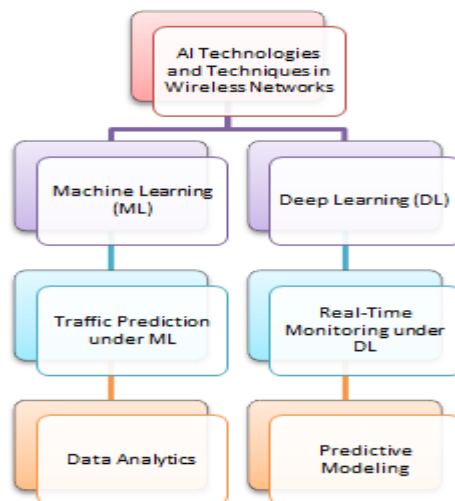 AI Technologies
and Techniques in
Wireless Networks
Machine Learning
(ML)
Deep Learning (DL)
Traffic Prediction
under ML
Real-Time
Monitoring under
DL
Data Analytics
Predictive
Modeling